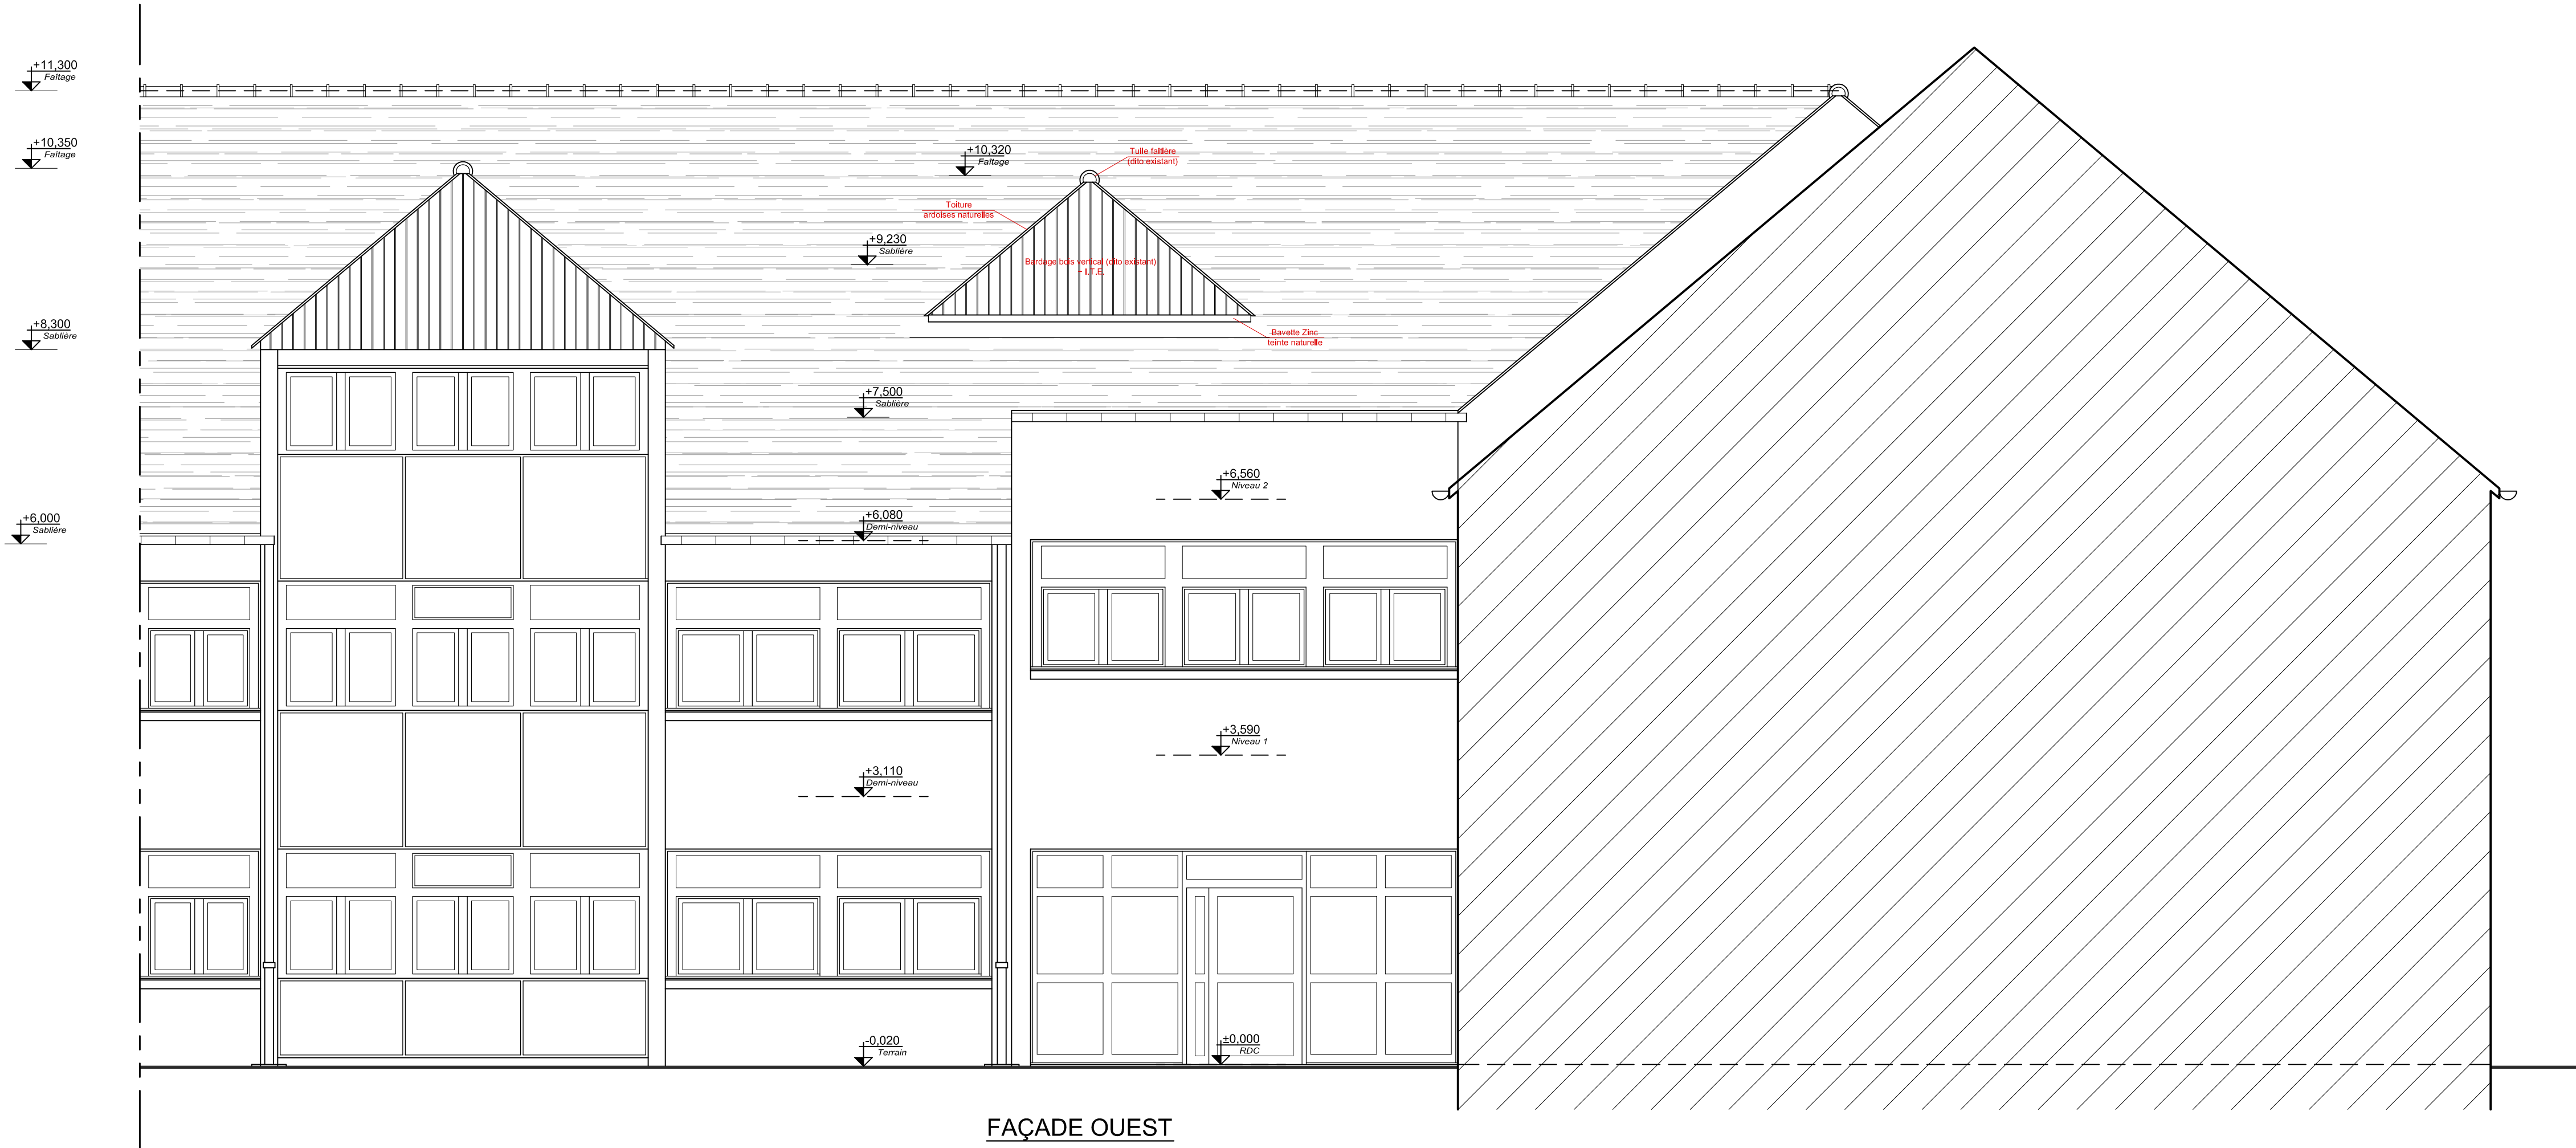 +11,300
Faîtage
+10,350
Faîtage
+10,320
Faîtage
Tuile faîtière
(dito existant)
Toiture
ardoises naturelles
+9,230
Sablière
Bardage bois vertical (dito existant)
+ I.T.E.
+8,300
Sablière
Bavette Zinc
teinte naturelle
+7,500
Sablière
+6,560
Niveau 2
+6,000
Sablière
+6,080
Demi-niveau
+3,590
Niveau 1
+3,110
Demi-niveau
-0,020
Terrain
±0,000
RDC
FAÇADE OUEST